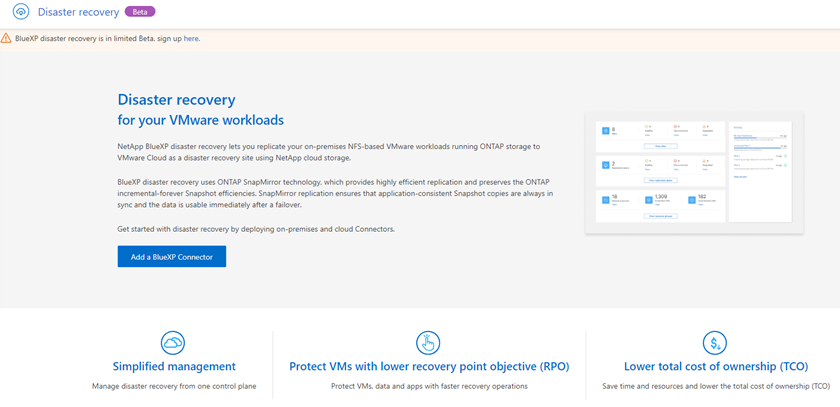 Disaster recovery Beta
BlueXP disaster recovery is in limited Beta. sign up here.
Disaster recovery
for your VMware workloads
NetApp BlueXP disaster recovery lets you replicate your on-premises NFS-based VMware workloads running ONTAP storage to
VMware Cloud as a disaster recovery site using NetApp cloud storage.
BlueXP disaster recovery uses ONTAP SnapMirror technology, which provides highly efficient replication and preserves the ONTAP
incremental-forever Snapshot efficiencies. SnapMirror replication ensures that application-consistent Snapshot copies are always in
sync and the data is usable immediately after a failover.
Get started with disaster recovery by deploying on-premises and cloud Connectors.
Add a BlueXP Connector
8
3
18 1,309 182
Simplified management
Manage disaster recovery from one control plane
Protect VMs with lower recovery point objective (RPO)
Protect VMs, data and apps with faster recovery operations
Lower total cost of ownership (TCO)
Save time and resources and lower the total cost of ownership (TCO)